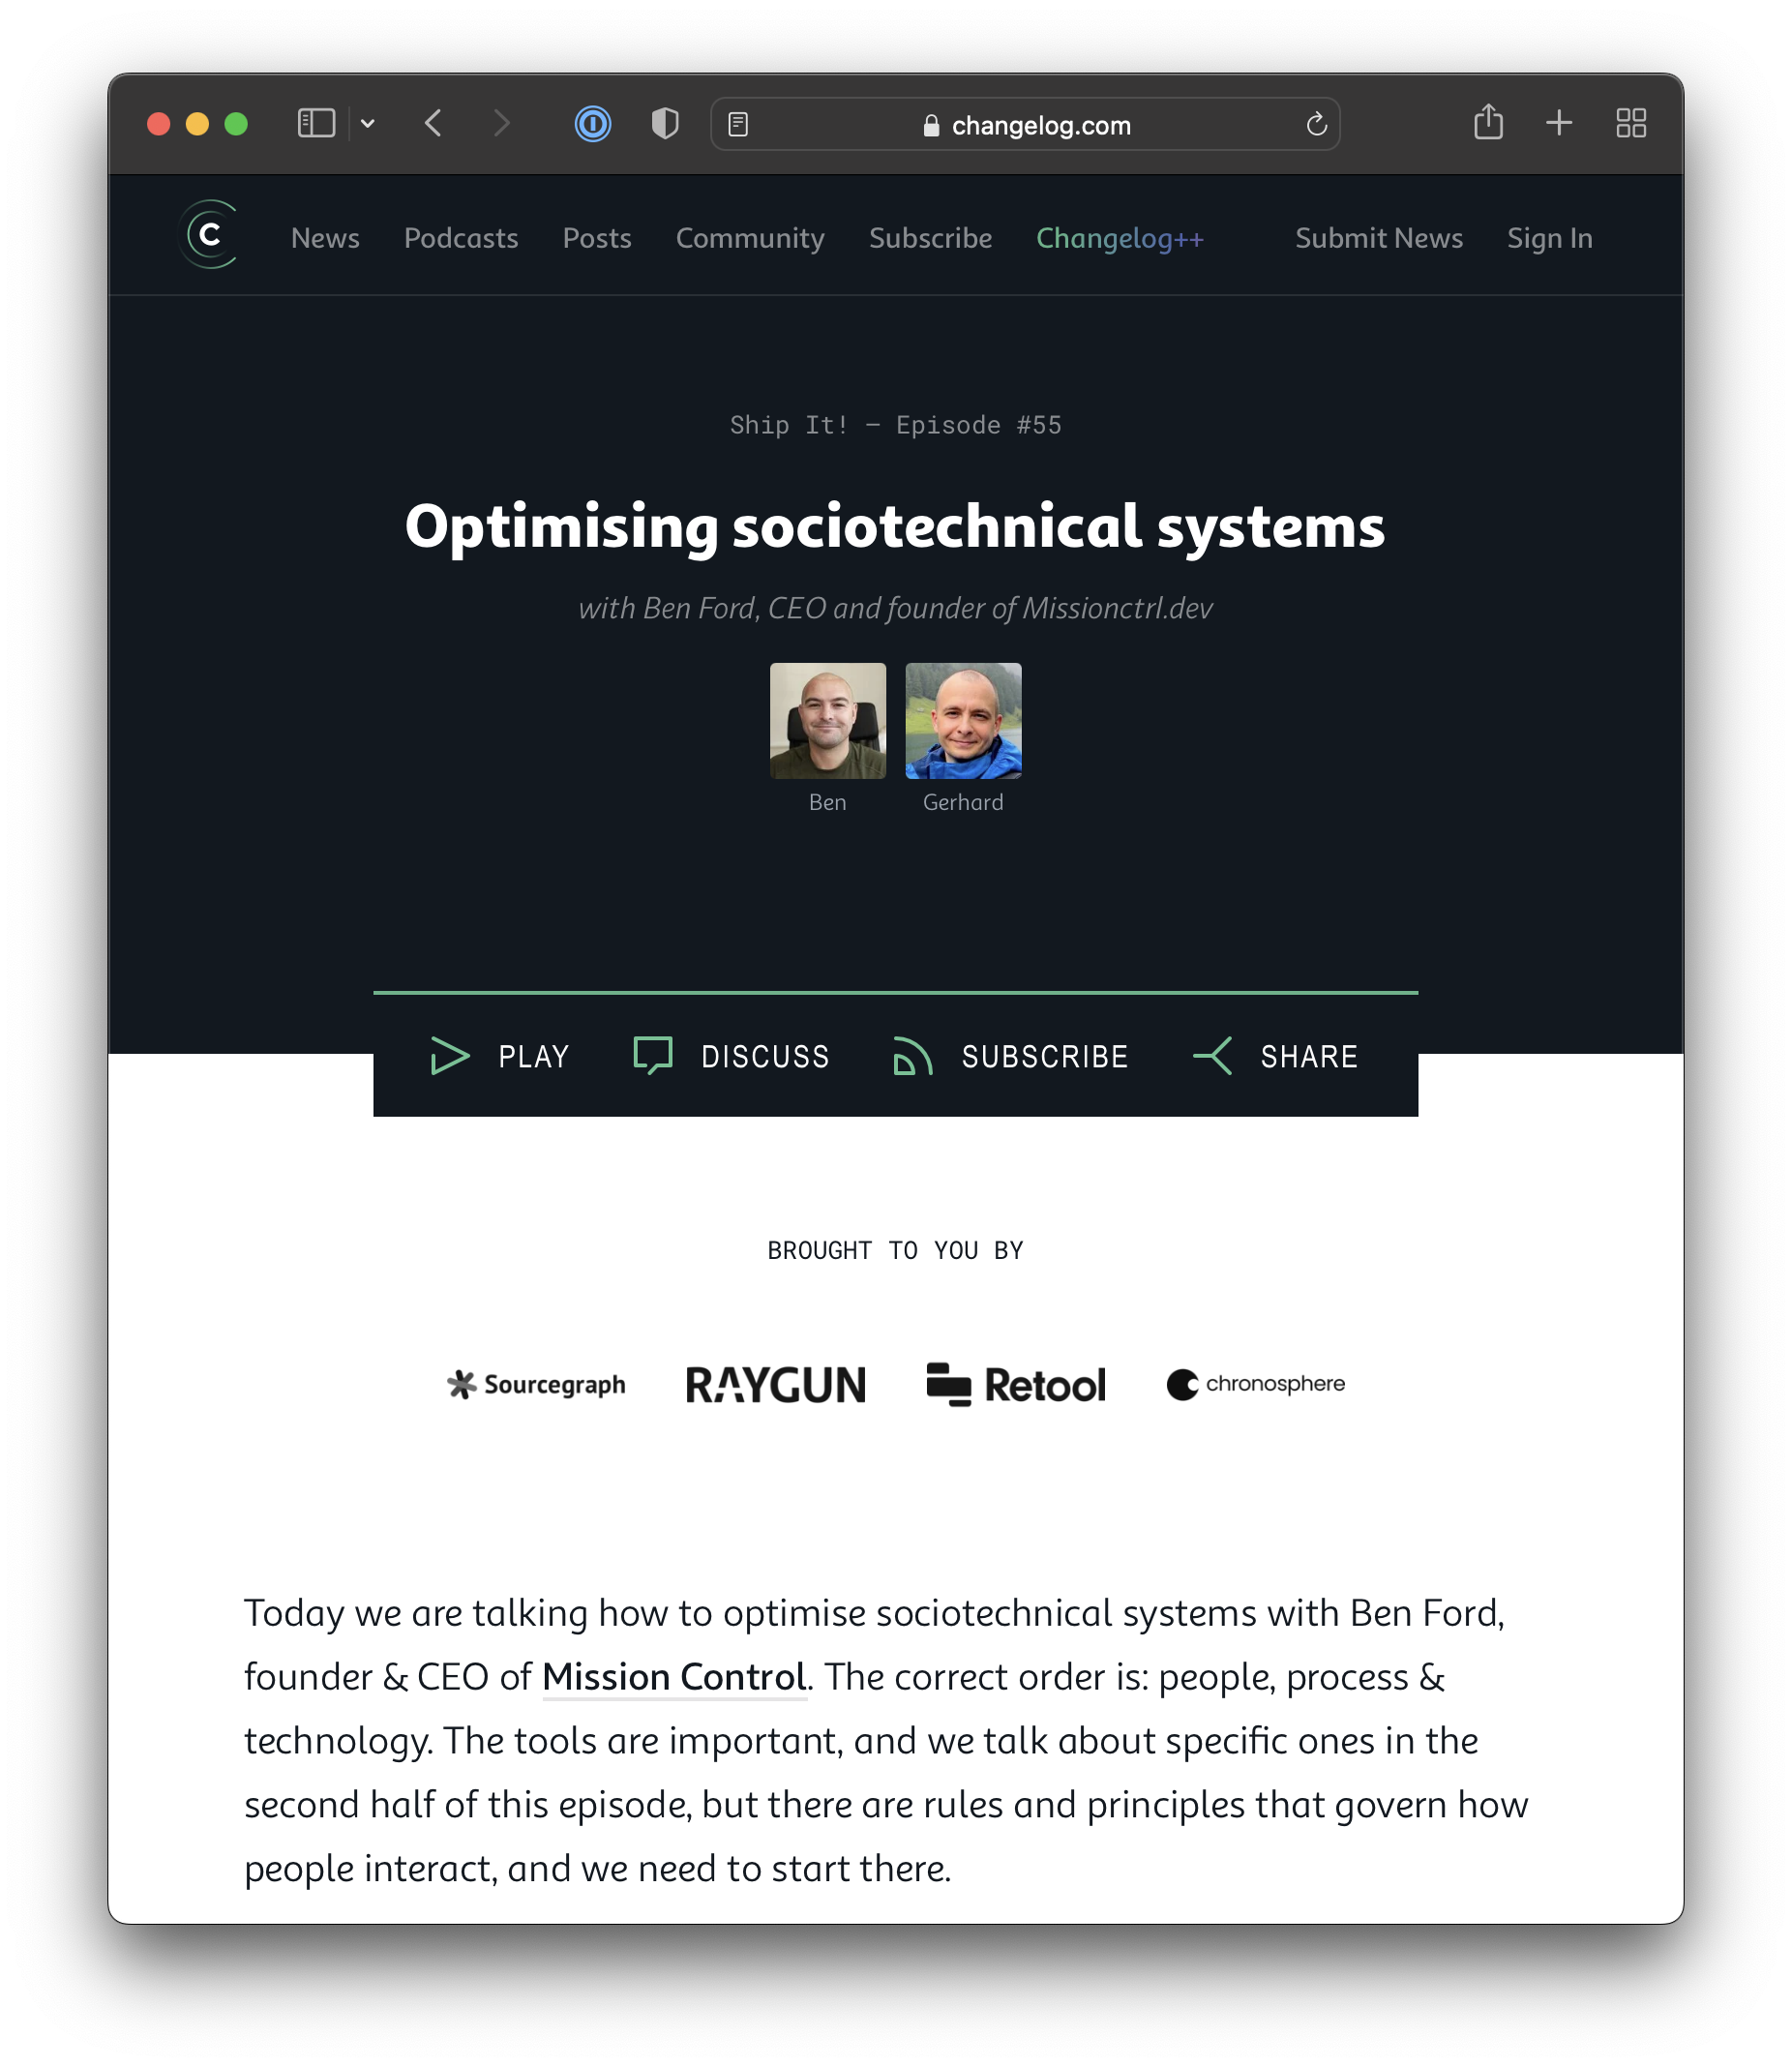 changelog.com
C
News Podcasts Posts Community Subscribe Changelog++ Submit News Sign In
Ship It! — Episode #55
Optimising sociotechnical systems
with Ben Ford, CEO and founder of Missionctrl.dev
Ben Gerhard
PLAY DISCUSS SUBSCRIBE SHARE
BROUGHT TO YOU BY
Sourcegraph RAYGUN Retool chronosphere
Today we are talking how to optimise sociotechnical systems with Ben Ford,
founder & CEO of Mission Control. The correct order is: people, process &
technology. The tools are important, and we talk about specific ones in the
second half of this episode, but there are rules and principles that govern how
people interact, and we need to start there.